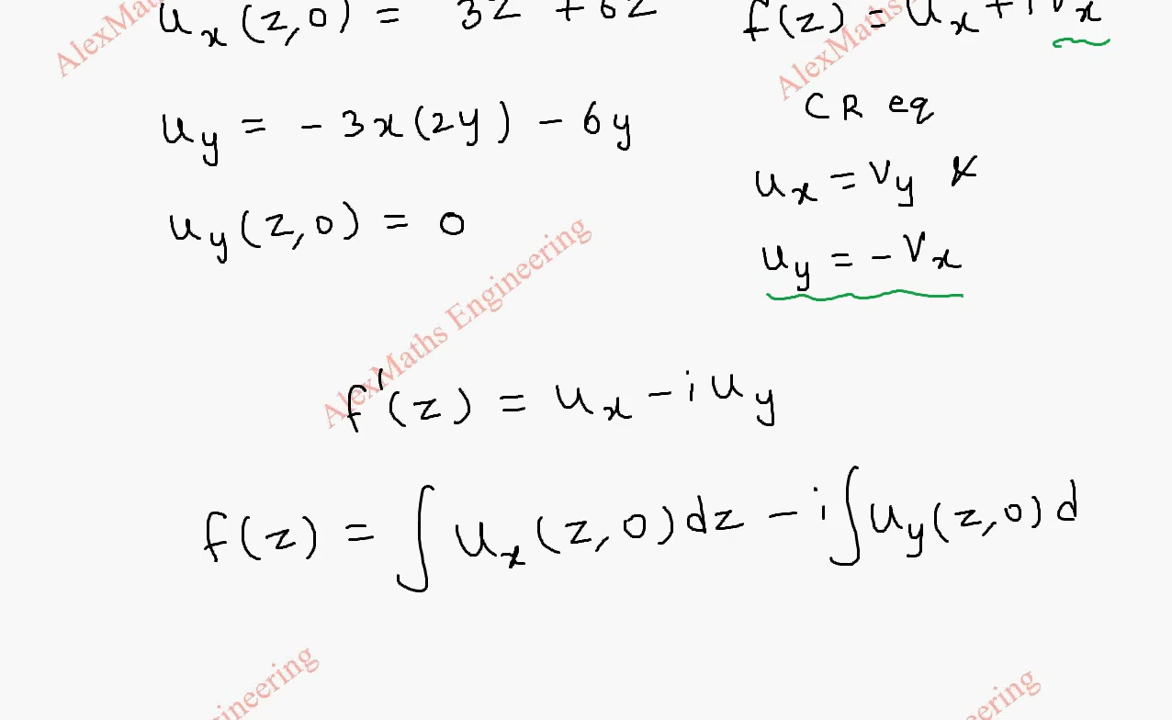 u_x(z,0) = 3z + 6z
f(z) = u_x + i v_x
CR eq
u_y = - 3x(2y) - 6y
u_x = v_y
u_y(z,0) = 0
u_y = - v_x
f'(z) = u_x - i u_y
f(z) = ∫ u_x(z,0) dz - i ∫ u_y(z,0) d
AlexMaths Engineering